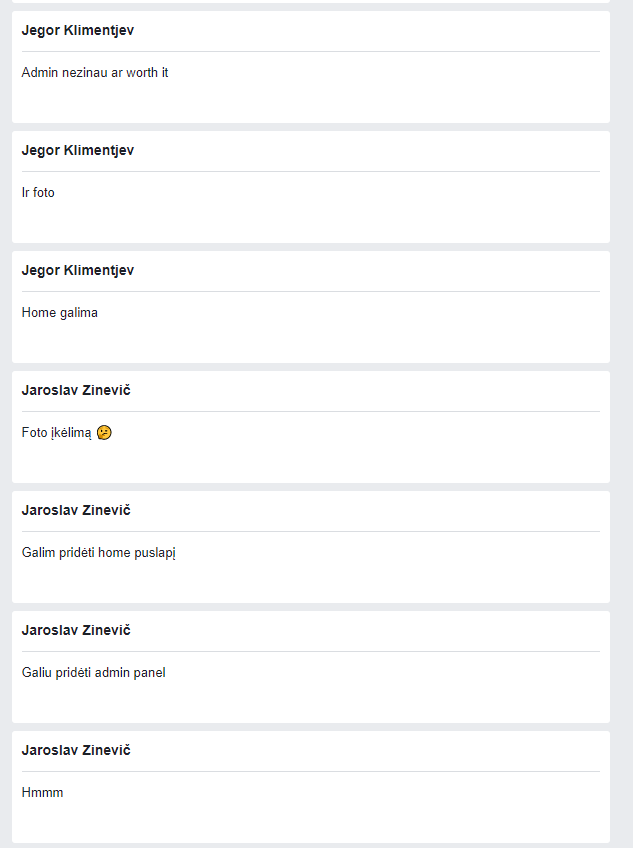 Jegor Klimentjev
Admin nezinau ar worth it
Jegor Klimentjev
Ir foto
Jegor Klimentjev
Home galima
Jaroslav Zinevič
Foto įkėlimą 🤔
Jaroslav Zinevič
Galim pridėti home puslapį
Jaroslav Zinevič
Galiu pridėti admin panel
Jaroslav Zinevič
Hmmm